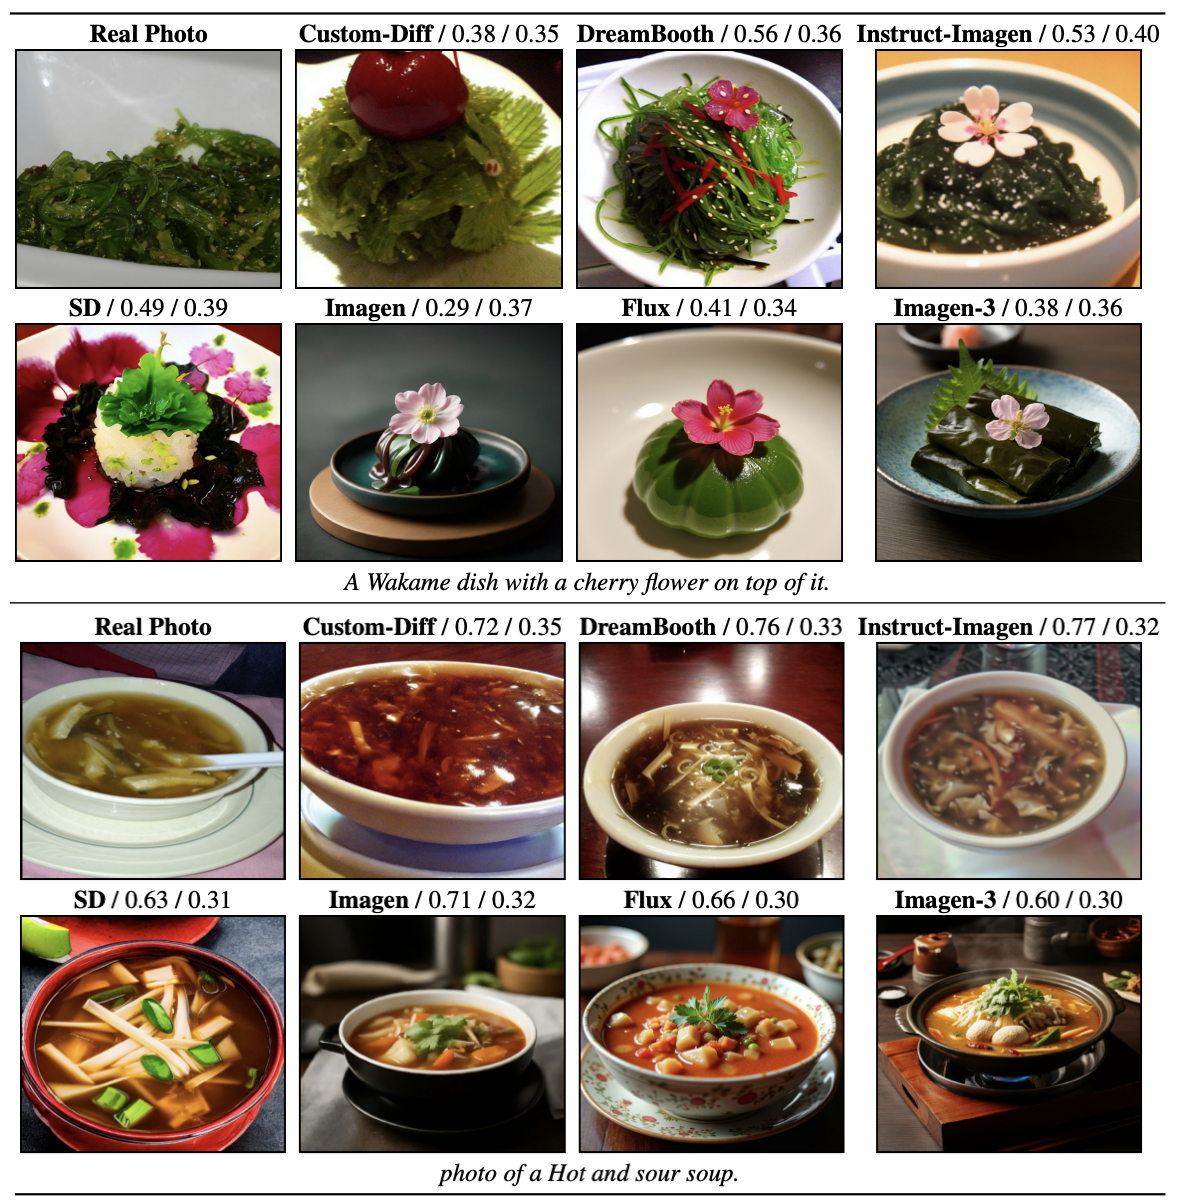 Real Photo Custom-Diff / 0.38 / 0.35 DreamBooth / 0.56 / 0.36 Instruct-Imagen / 0.53 / 0.40
SD / 0.49 / 0.39 Imagen / 0.29 / 0.37 Flux / 0.41 / 0.34 Imagen-3 / 0.38 / 0.36
A Wakame dish with a cherry flower on top of it.
Real Photo Custom-Diff / 0.72 / 0.35 DreamBooth / 0.76 / 0.33 Instruct-Imagen / 0.77 / 0.32
SD / 0.63 / 0.31 Imagen / 0.71 / 0.32 Flux / 0.66 / 0.30 Imagen-3 / 0.60 / 0.30
photo of a Hot and sour soup.